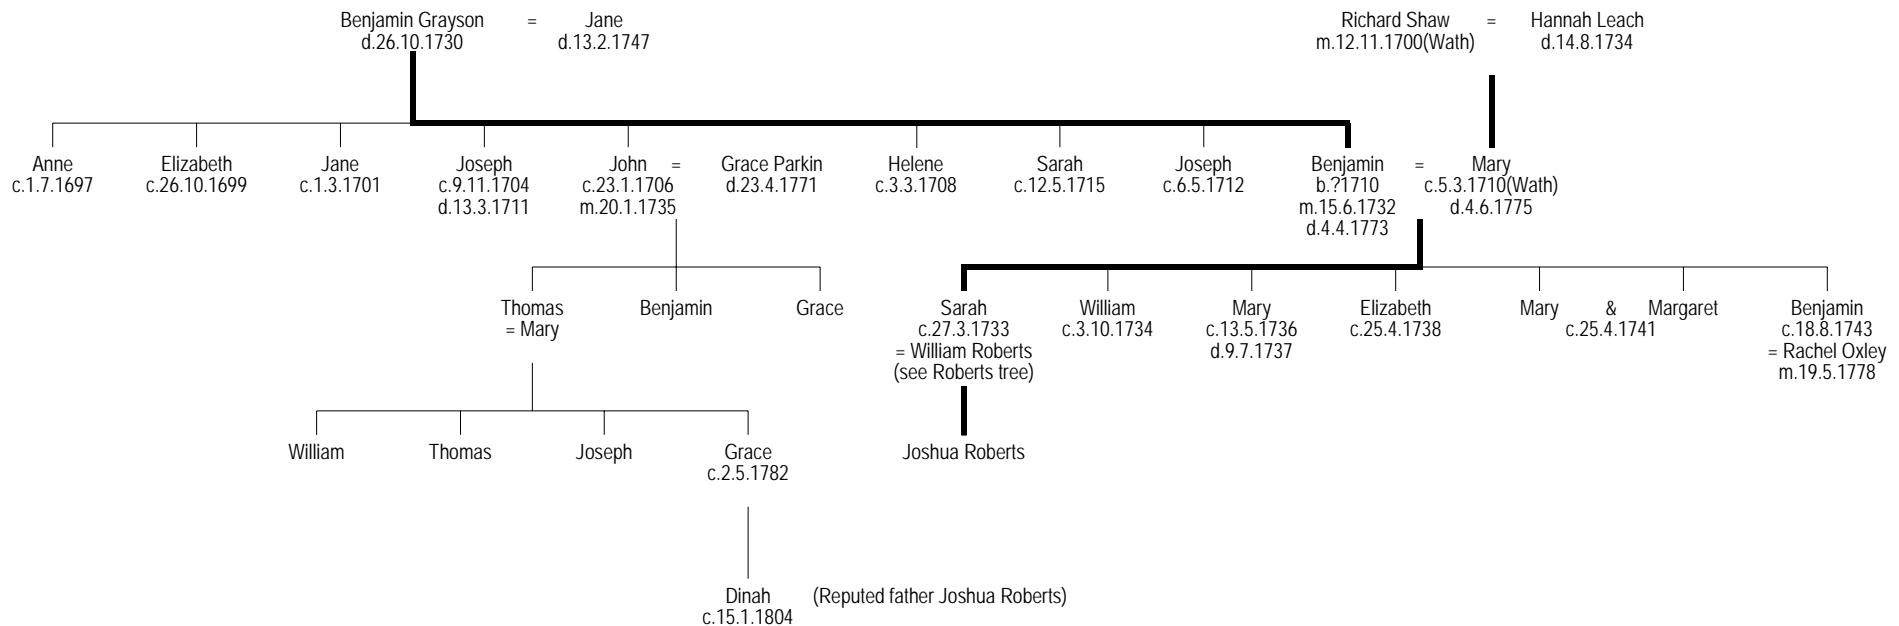 Benjamin Grayson = Jane Richard Shaw = Hannah Leach
d.26.10.1730 d.13.2.1747 m.12.11.1700(Wath) d.14.8.1734
Anne Elizabeth Jane Joseph John = Grace Parkin Helene Sarah Joseph Benjamin = Mary
c.1.7.1697 c.26.10.1699 c.1.3.1701 c.9.11.1704 c.23.1.1706 d.23.4.1771 c.3.3.1708 c.12.5.1715 c.6.5.1712 b.?1710 c.5.3.1710(Wath)
d.13.3.1711 m.20.1.1735 m.15.6.1732 d.4.6.1775
d.4.4.1773
Thomas Benjamin Grace Sarah William Mary Elizabeth Mary & Margaret Benjamin
= Mary c.27.3.1733 c.3.10.1734 c.13.5.1736 c.25.4.1738 c.25.4.1741 c.18.8.1743
= William Roberts d.9.7.1737 = Rachel Oxley
(see Roberts tree) m.19.5.1778
William Thomas Joseph Grace Joshua Roberts
c.2.5.1782
Dinah (Reputed father Joshua Roberts)
c.15.1.1804